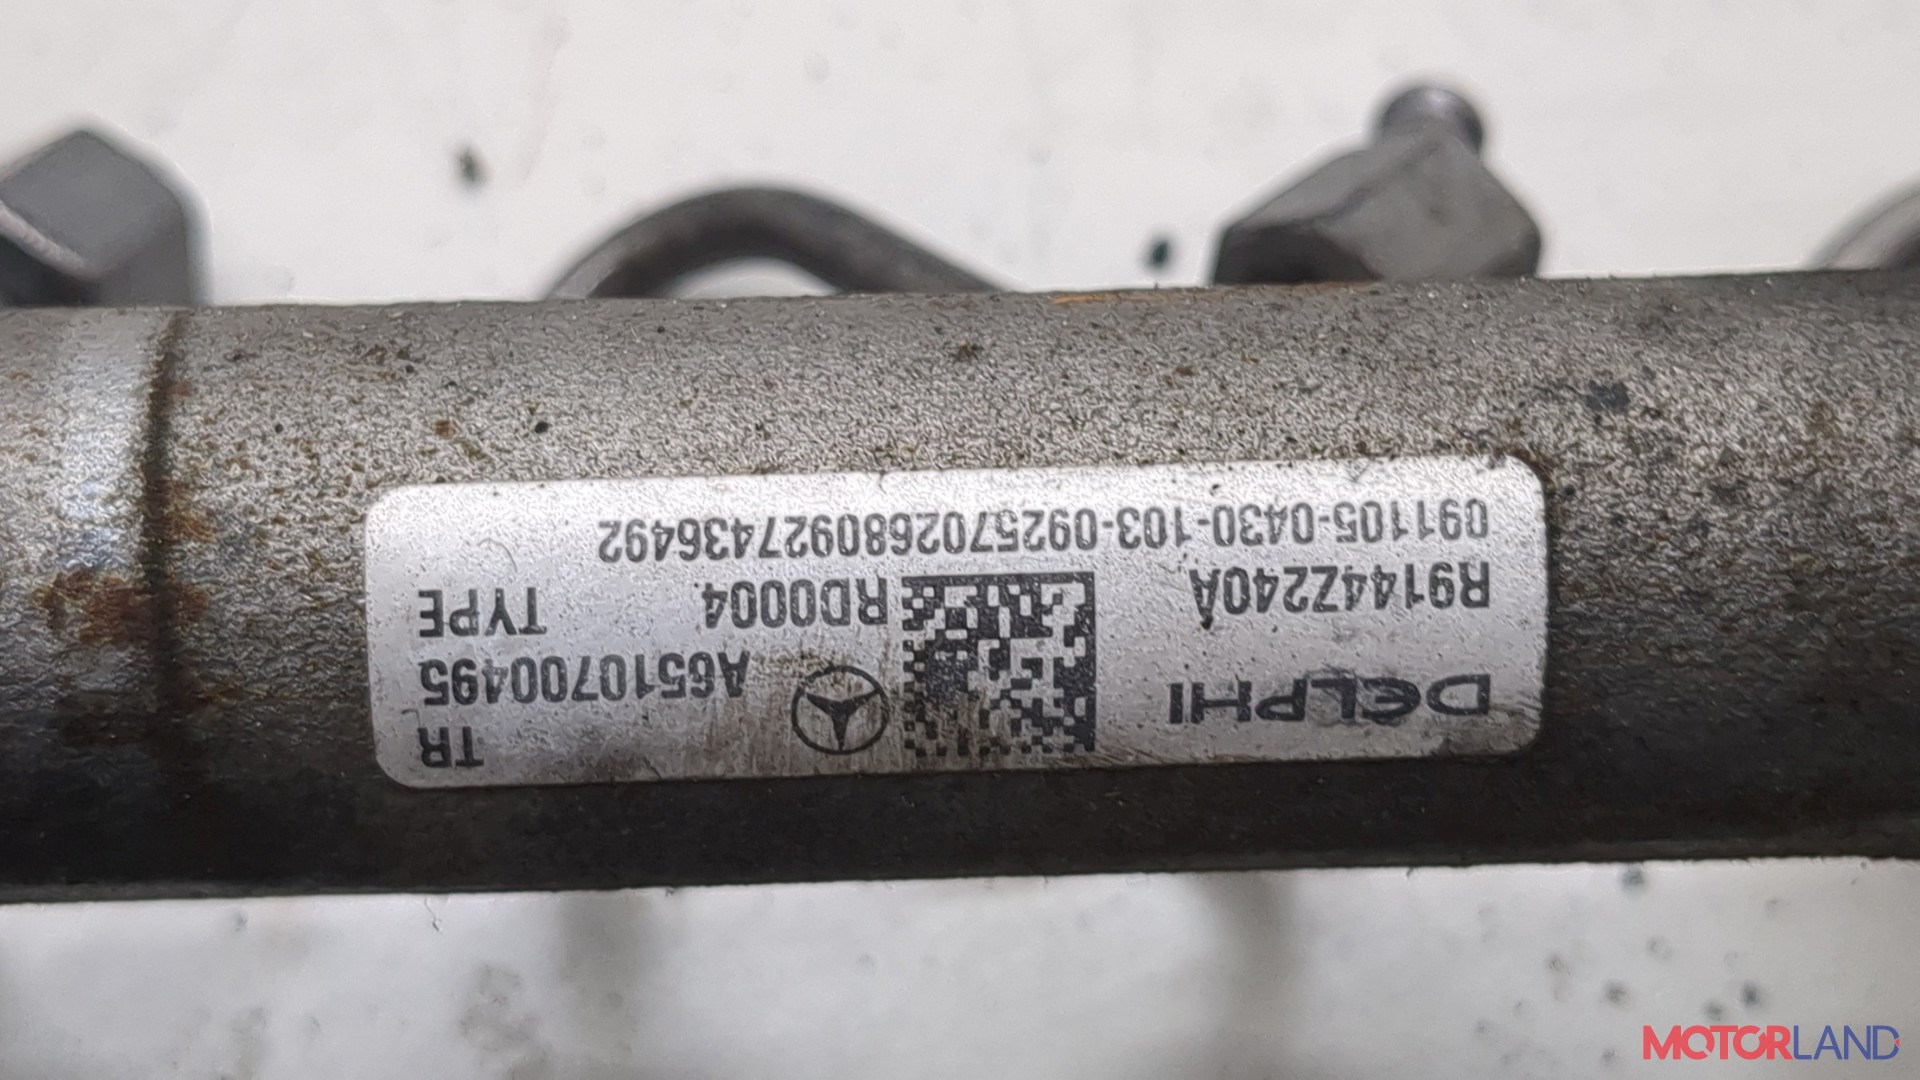 DELPHI
TR
A6510700495
R9144Z240A
RD0004
TYPE
091105-0430-103-0925702680927436492
MOTORLAND